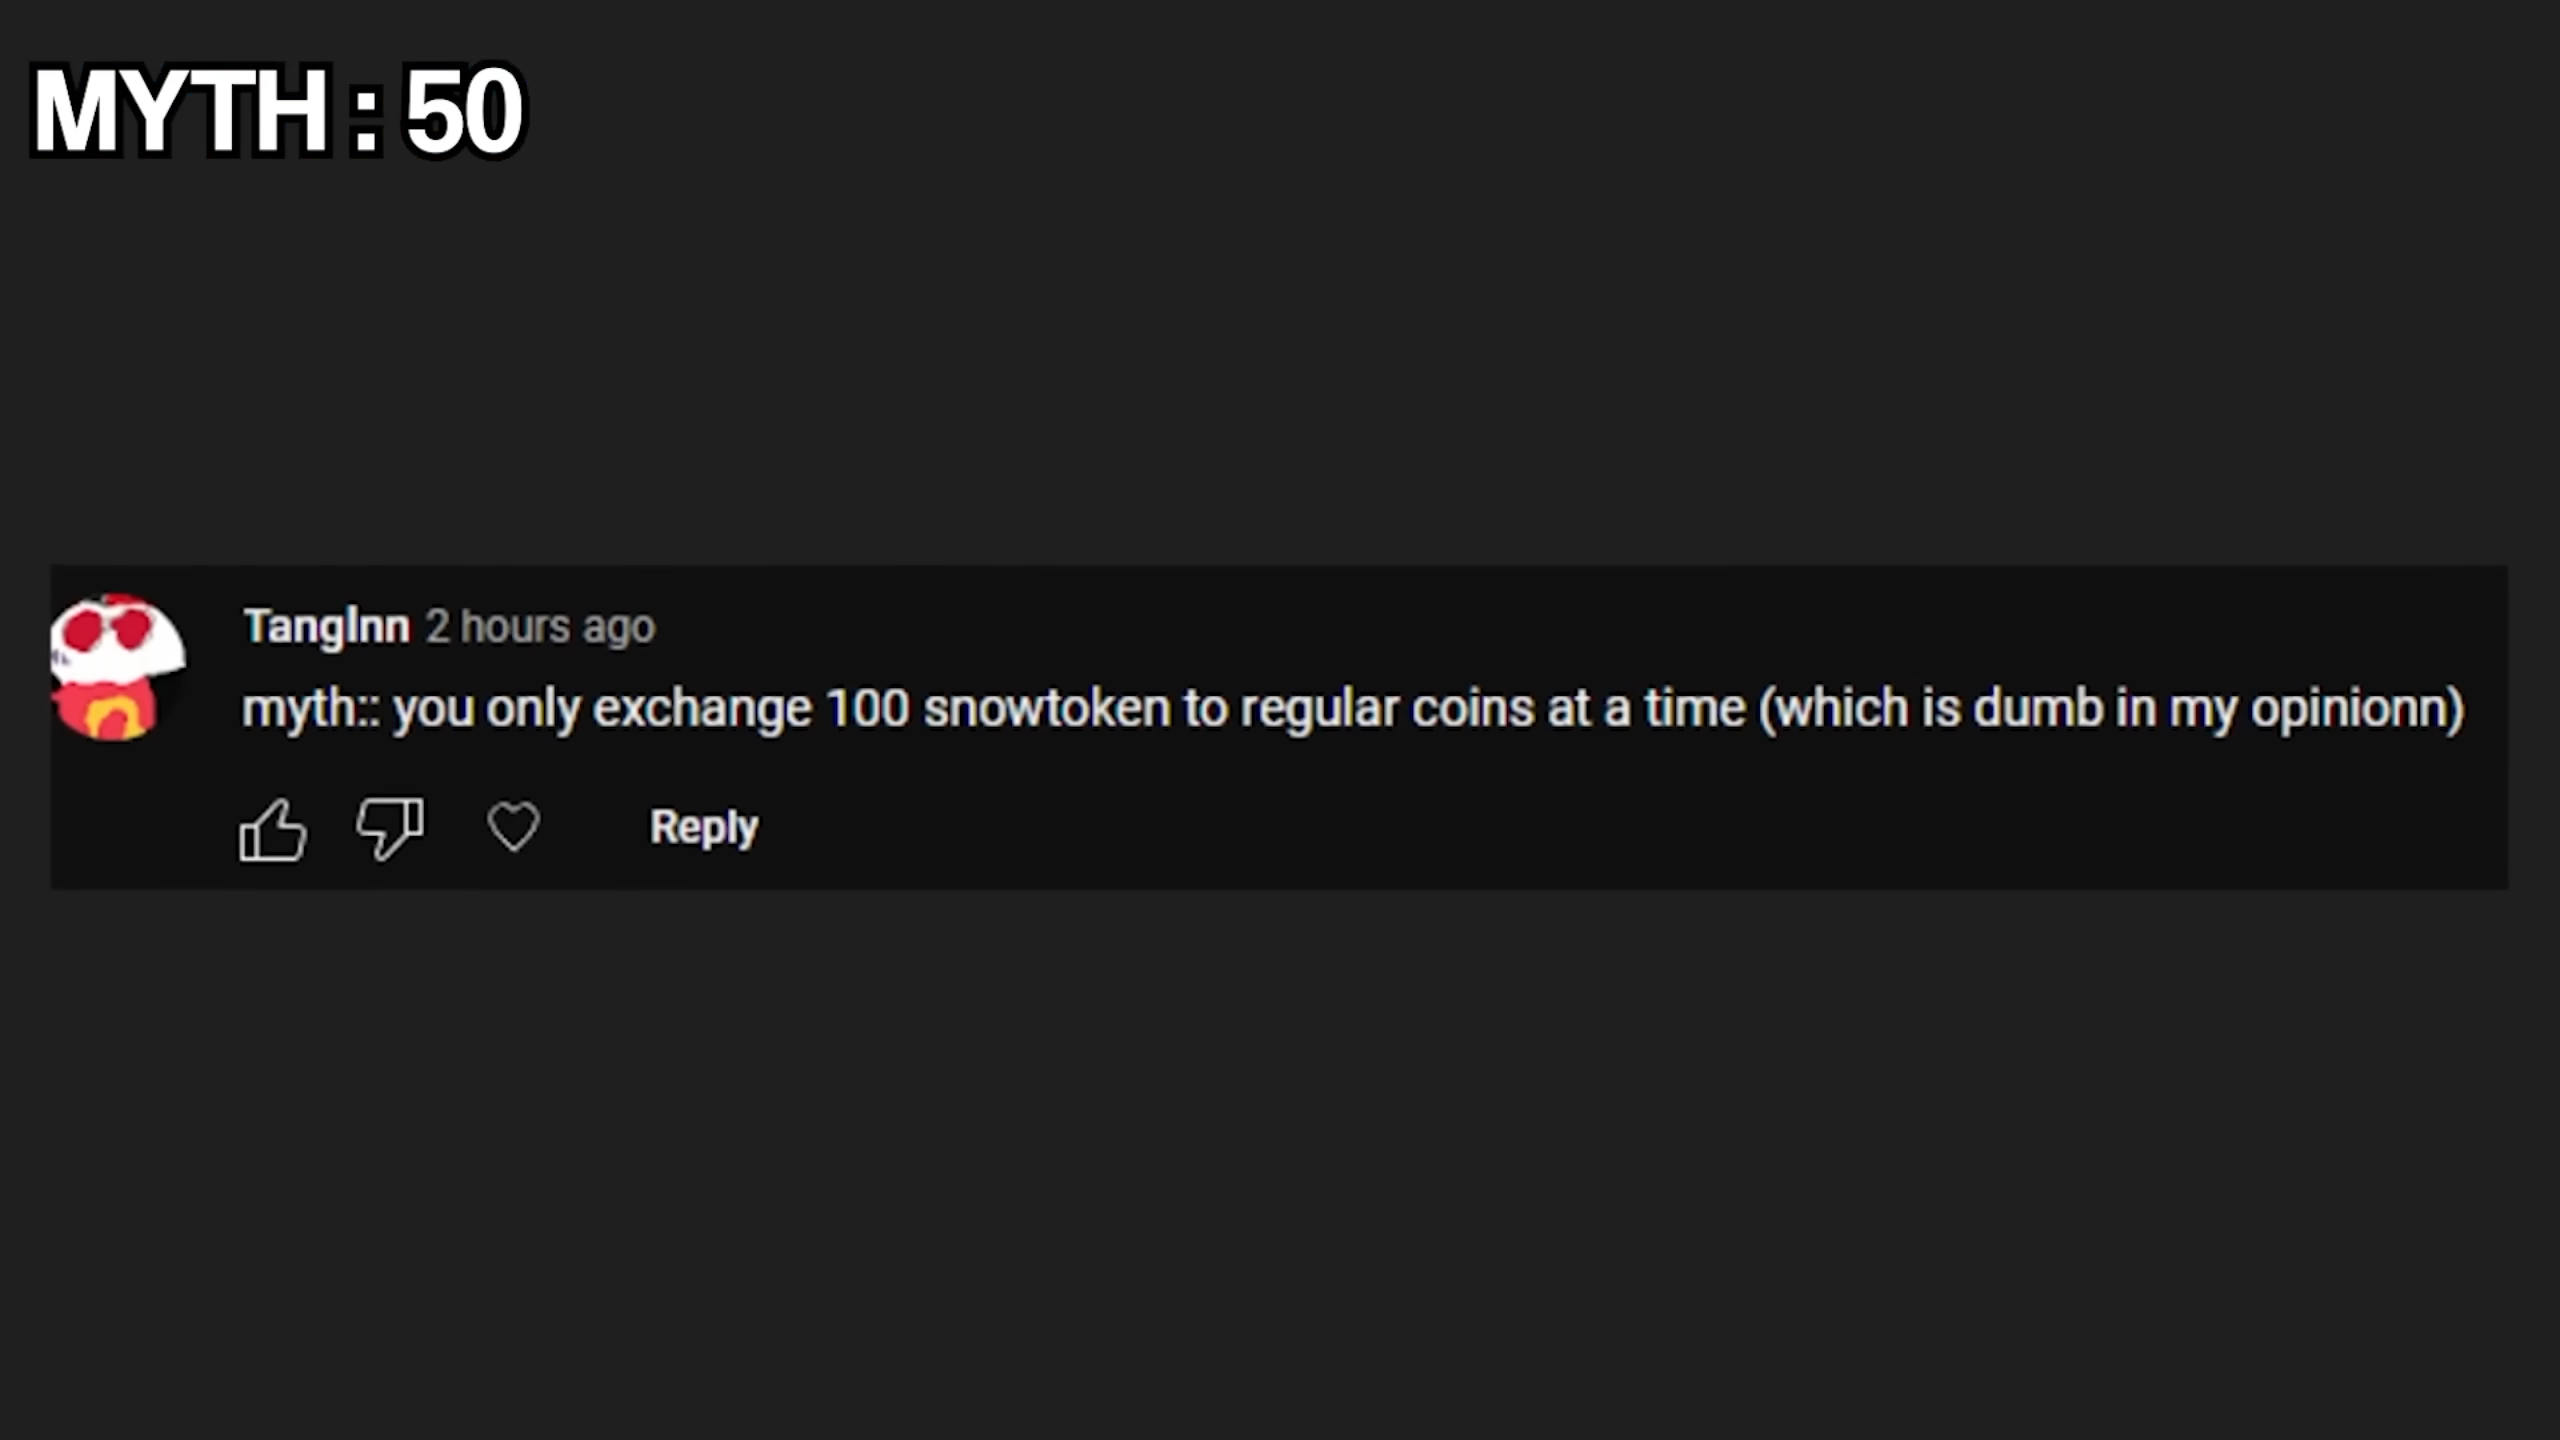 MYTH : 50
TangInn 2 hours ago
myth:: you only exchange 100 snowtoken to regular coins at a time (which is dumb in my opinionn)
Reply